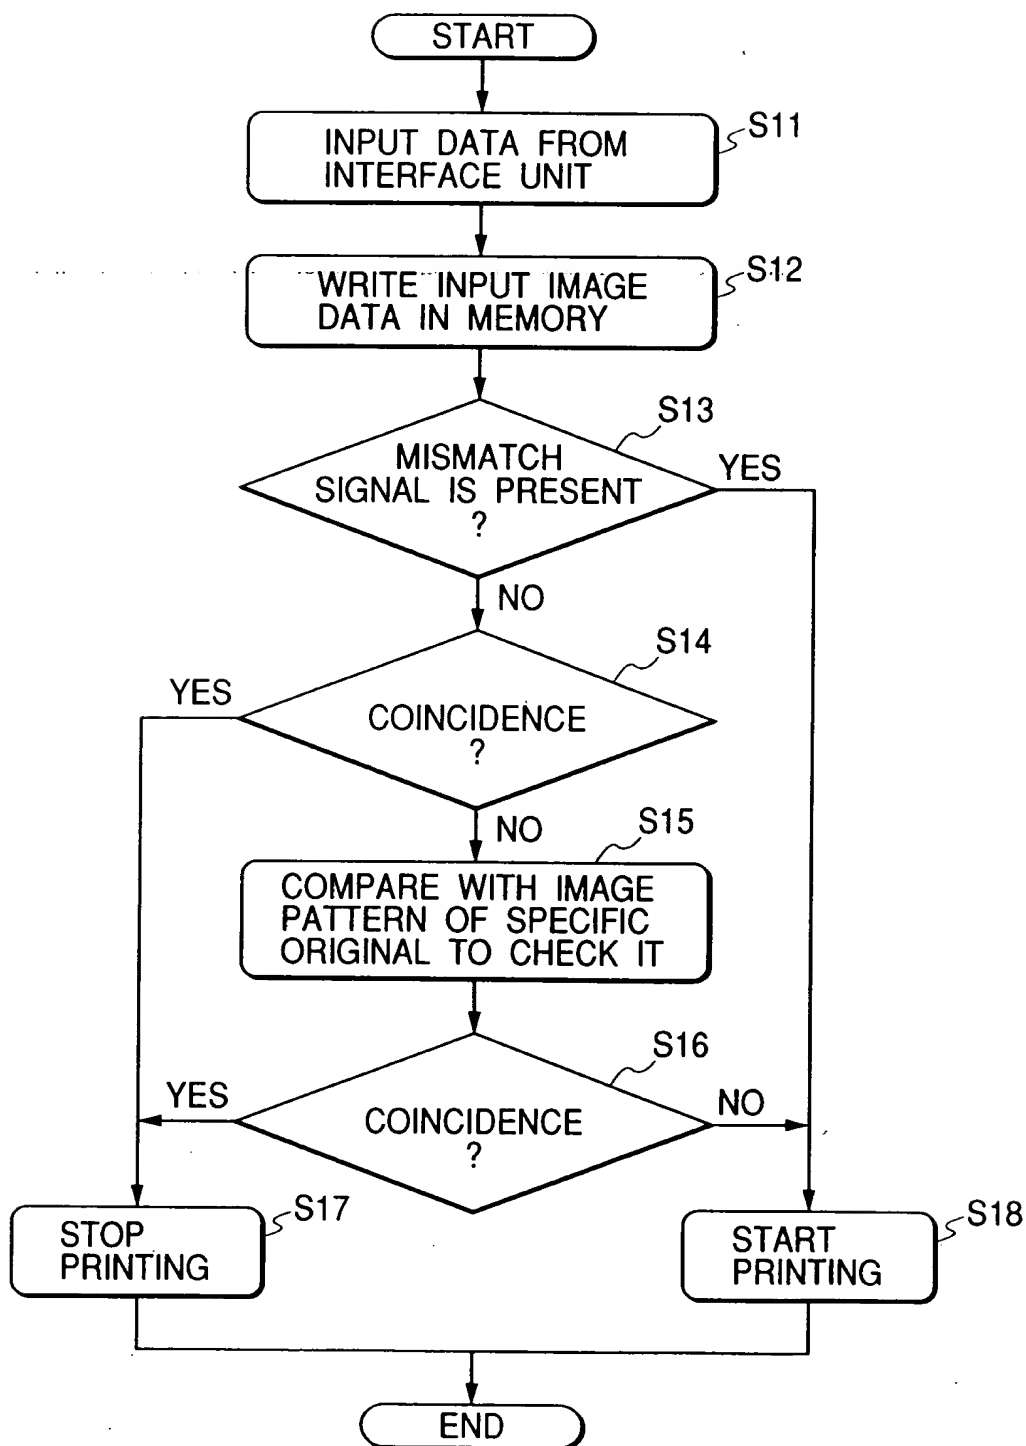 START
INPUT DATA FROM
INTERFACE UNIT
S11
WRITE INPUT IMAGE
DATA IN MEMORY
S12
MISMATCH
SIGNAL IS PRESENT
?
S13
YES
NO
COINCIDENCE
?
S14
YES
NO
COMPARE WITH IMAGE
PATTERN OF SPECIFIC
ORIGINAL TO CHECK IT
S15
COINCIDENCE
?
S16
YES
NO
STOP
PRINTING
S17
START
PRINTING
S18
END